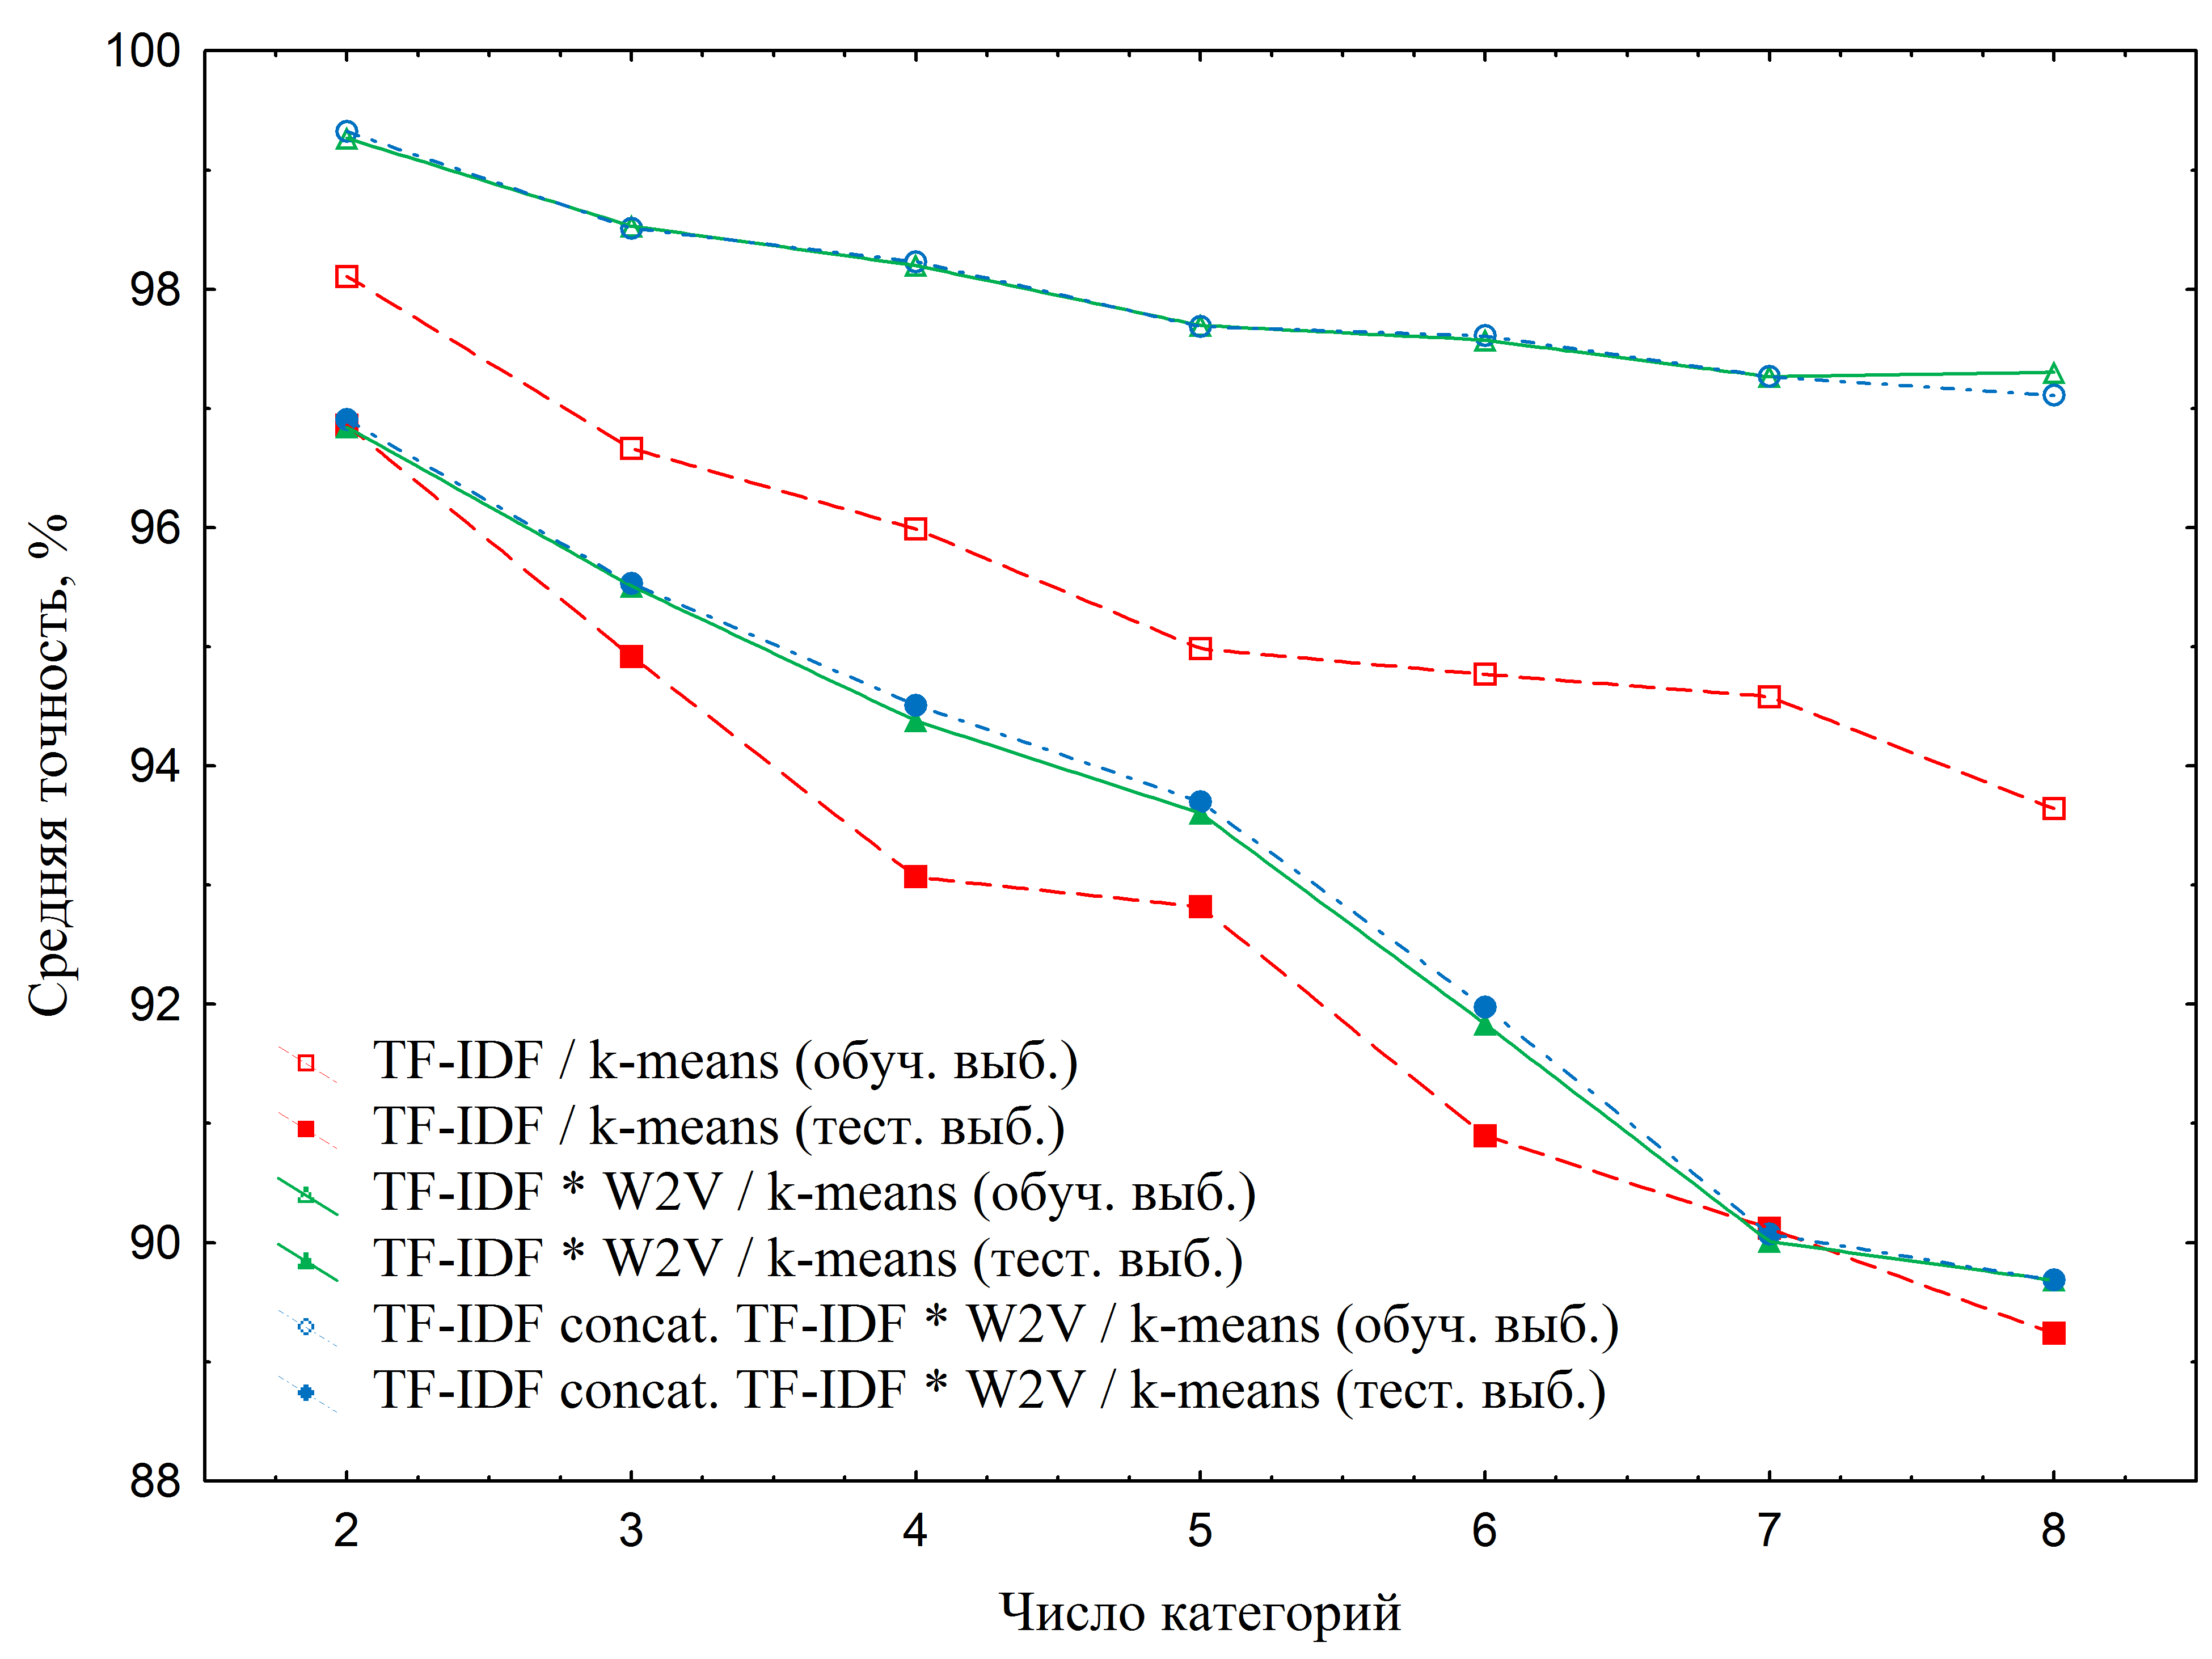 100
98
96
94
92
90
88
Средняя точность, %
TF-IDF / k-means (обуч. выб.)
TF-IDF / k-means (тест. выб.)
TF-IDF * W2V / k-means (обуч. выб.)
TF-IDF * W2V / k-means (тест. выб.)
TF-IDF concat. TF-IDF * W2V / k-means (обуч. выб.)
TF-IDF concat. TF-IDF * W2V / k-means (тест. выб.)
2 3 4 5 6 7 8
Число категорий